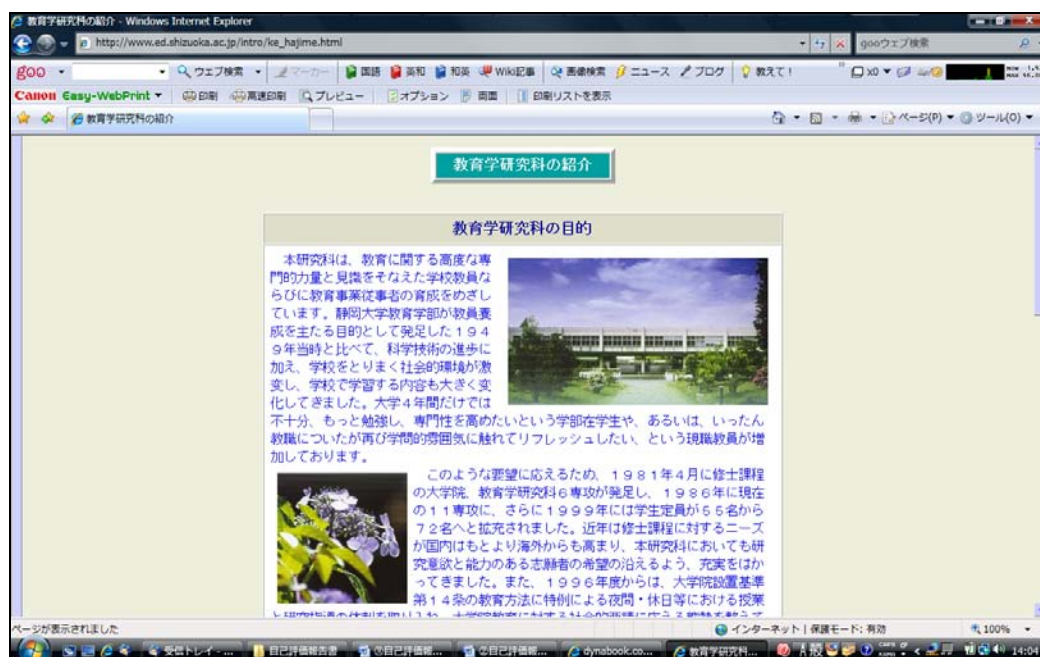 教育学研究科の紹介 - Windows Internet Explorer
http://www.ed.shizuoka.ac.jp/intro/ke_hajime.html
gooウェブ検索
goo ウェブ検索 マーカー 国語 英和 和英 Wiki記事 画像検索 ニュース ブログ 教えて!
Canon Easy-WebPrint 印刷 高速印刷 プレビュー オプション 両面 印刷リストを表示
教育学研究科の紹介 ページ(P) ツール(O)
教育学研究科の紹介
教育学研究科の目的
本研究科は、教育に関する高度な専
門的力量と見識をそなえた学校教員な
らびに教育事業従事者の育成をめざし
ています。静岡大学教育学部が教員養
成を主たる目的として発足した１９４
９年当時と比べて、科学技術の進歩に
加え、学校をとりまく社会的環境が激
変し、学校で学習する内容も大きく変
化してきました。大学４年間だけでは
不十分、もっと勉強し、専門性を高めたいという学部在学生や、あるいは、いったん
教職についたが再び学問的雰囲気に触れてリフレッシュしたい、という現職教員が増
加しております。
このような要望に応えるため、１９８１年４月に修士課程
の大学院、教育学研究科６専攻が発足し、１９８６年に現在
の１１専攻に、さらに１９９９年には学生定員が５６名から
７２名へと拡充されました。近年は修士課程に対するニーズ
が国内はもとより海外からも高まり、本研究科においても研
究意欲と能力のある志願者の希望の沿えるよう、充実をはか
ってきました。また、１９９６年度からは、大学院設置基準
第１４条の教育方法に特例による夜間・休日等における授業
ページが表示されました
インターネット | 保護モード: 有効
100%
受信トレイ - ... 自己評価報告書 ①自己評価報... ②自己評価報... dynabook.co... 教育学研究科... 14:04